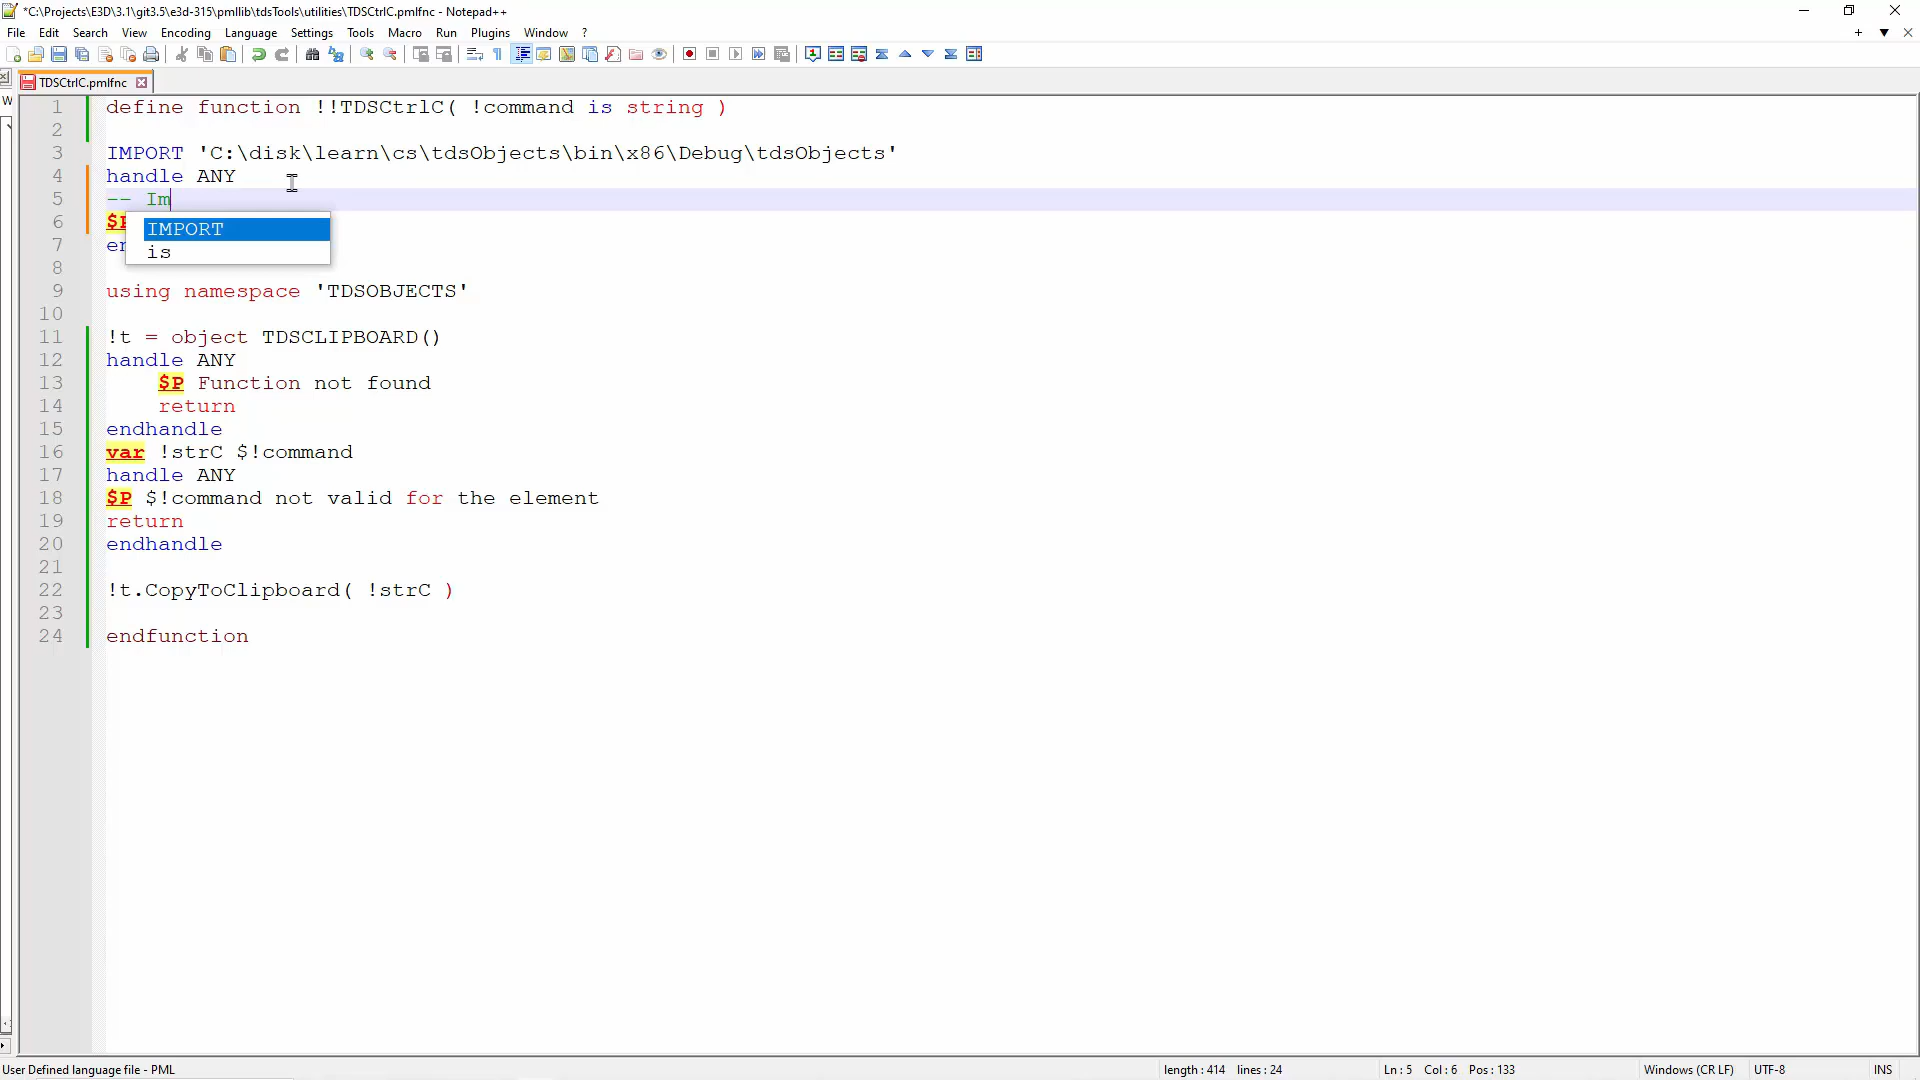 *C:\Projects\E3D\3.1\git3.5\e3d-315\pmllib\tdsTools\utilities\TDSCtrlC.pmlfnc - Notepad++
File Edit Search View Encoding Language Settings Tools Macro Run Plugins Window ?
TDSCtrlC.pmlfnc
1 define function !!TDSCtrlC( !command is string )
2
3 IMPORT 'C:\disk\learn\cs\tdsObjects\bin\x86\Debug\tdsObjects'
4 handle ANY
5 -- Im
6
IMPORT
7
is
8
9 using namespace 'TDSOBJECTS'
10
11 !t = object TDSCLIPBOARD()
12 handle ANY
13 $P Function not found
14 return
15 endhandle
16 var !strC $!command
17 handle ANY
18 $P $!command not valid for the element
19 return
20 endhandle
21
22 !t.CopyToClipboard( !strC )
23
24 endfunction
User Defined language file - PML length : 414 lines : 24 Ln : 5 Col : 6 Pos : 133 Windows (CR LF) UTF-8 INS